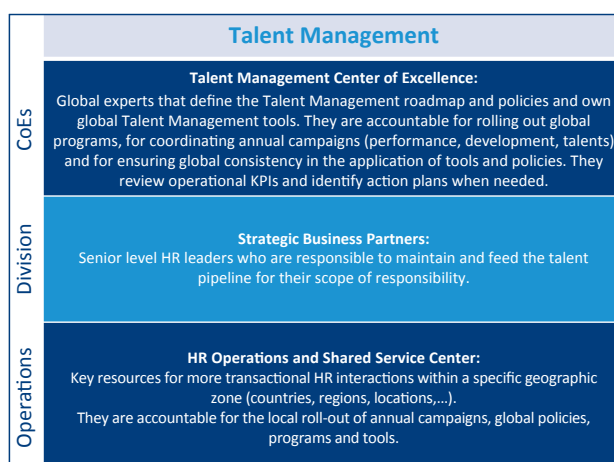 Talent Management
CoEs
Talent Management Center of Excellence:
Global experts that define the Talent Management roadmap and policies and own
global Talent Management tools. They are accountable for rolling out global
programs, for coordinating annual campaigns (performance, development, talents)
and for ensuring global consistency in the application of tools and policies. They
review operational KPIs and identify action plans when needed.
Division
Strategic Business Partners:
Senior level HR leaders who are responsible to maintain and feed the talent
pipeline for their scope of responsibility.
Operations
HR Operations and Shared Service Center:
Key resources for more transactional HR interactions within a specific geographic
zone (countries, regions, locations,...).
They are accountable for the local roll-out of annual campaigns, global policies,
programs and tools.